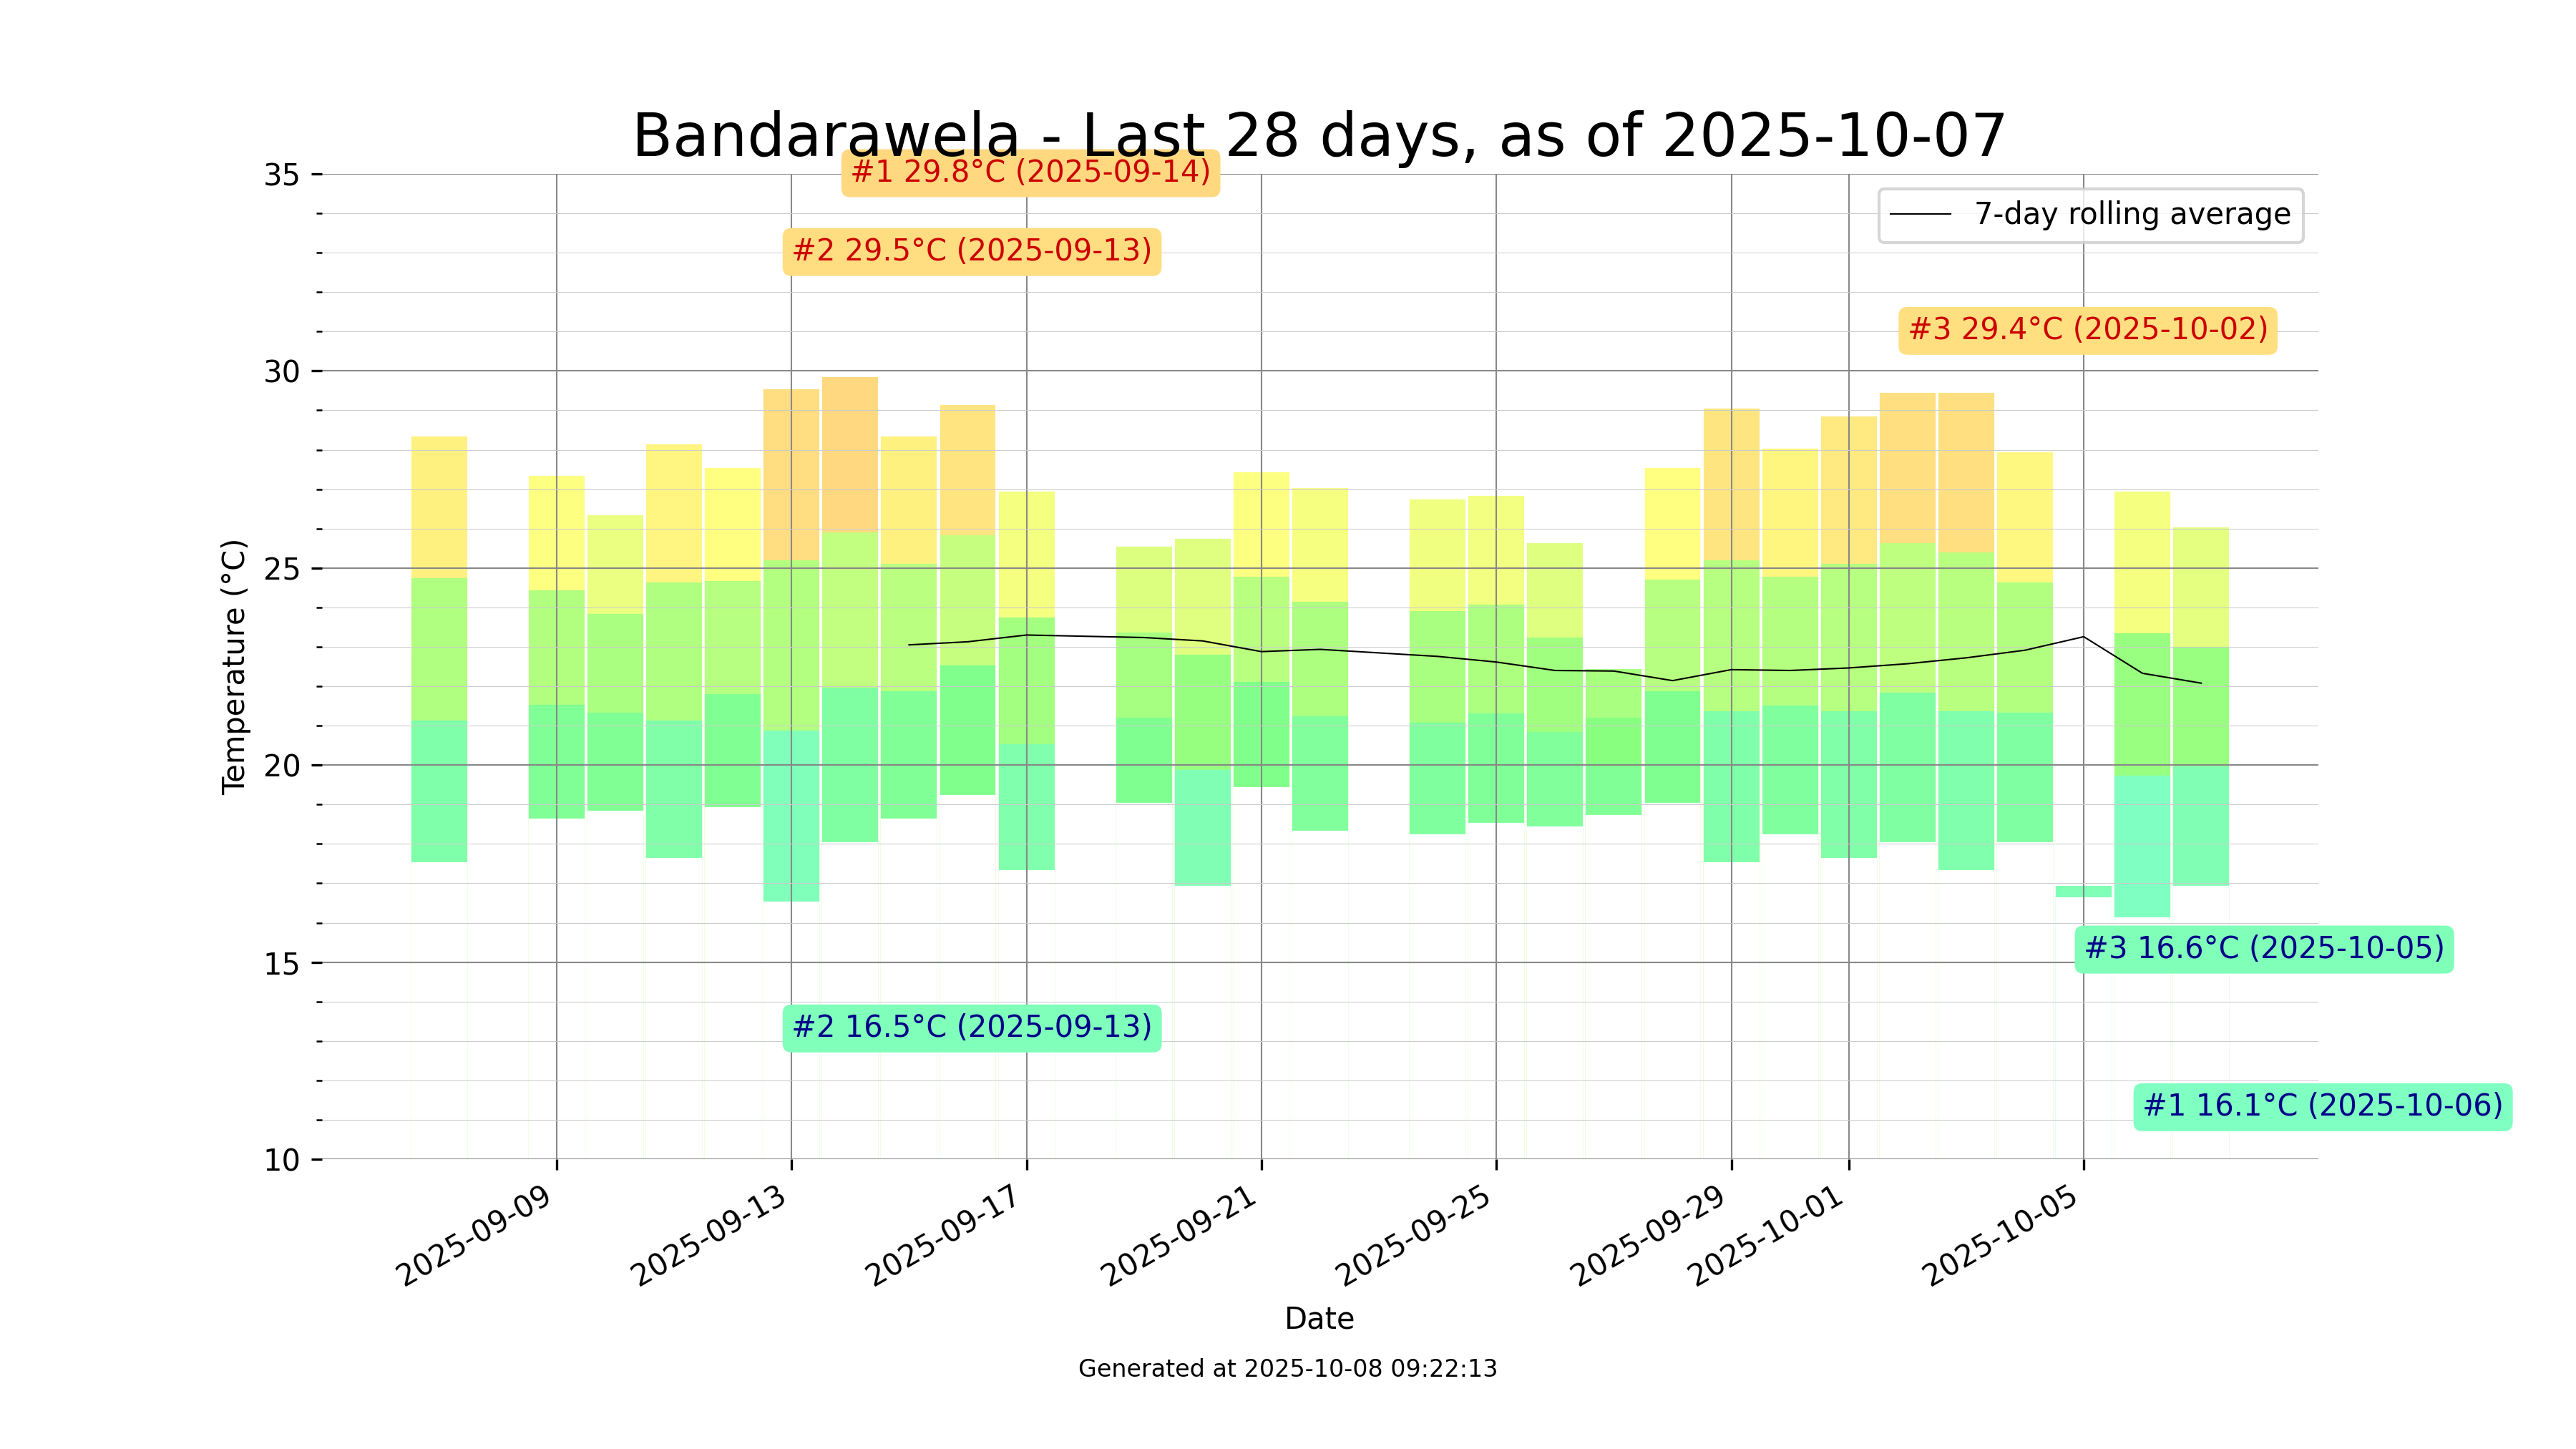 Bandarawela - Last 28 days, as of 2025-10-07
#1 29.8°C (2025-09-14)
7-day rolling average
#2 29.5°C (2025-09-13)
#3 29.4°C (2025-10-02)
35
30
25
20
15
10
Temperature (°C)
#3 16.6°C (2025-10-05)
#2 16.5°C (2025-09-13)
#1 16.1°C (2025-10-06)
2025-09-09
2025-09-13
2025-09-17
2025-09-21
2025-09-25
2025-09-29
2025-10-01
2025-10-05
Date
Generated at 2025-10-08 09:22:13